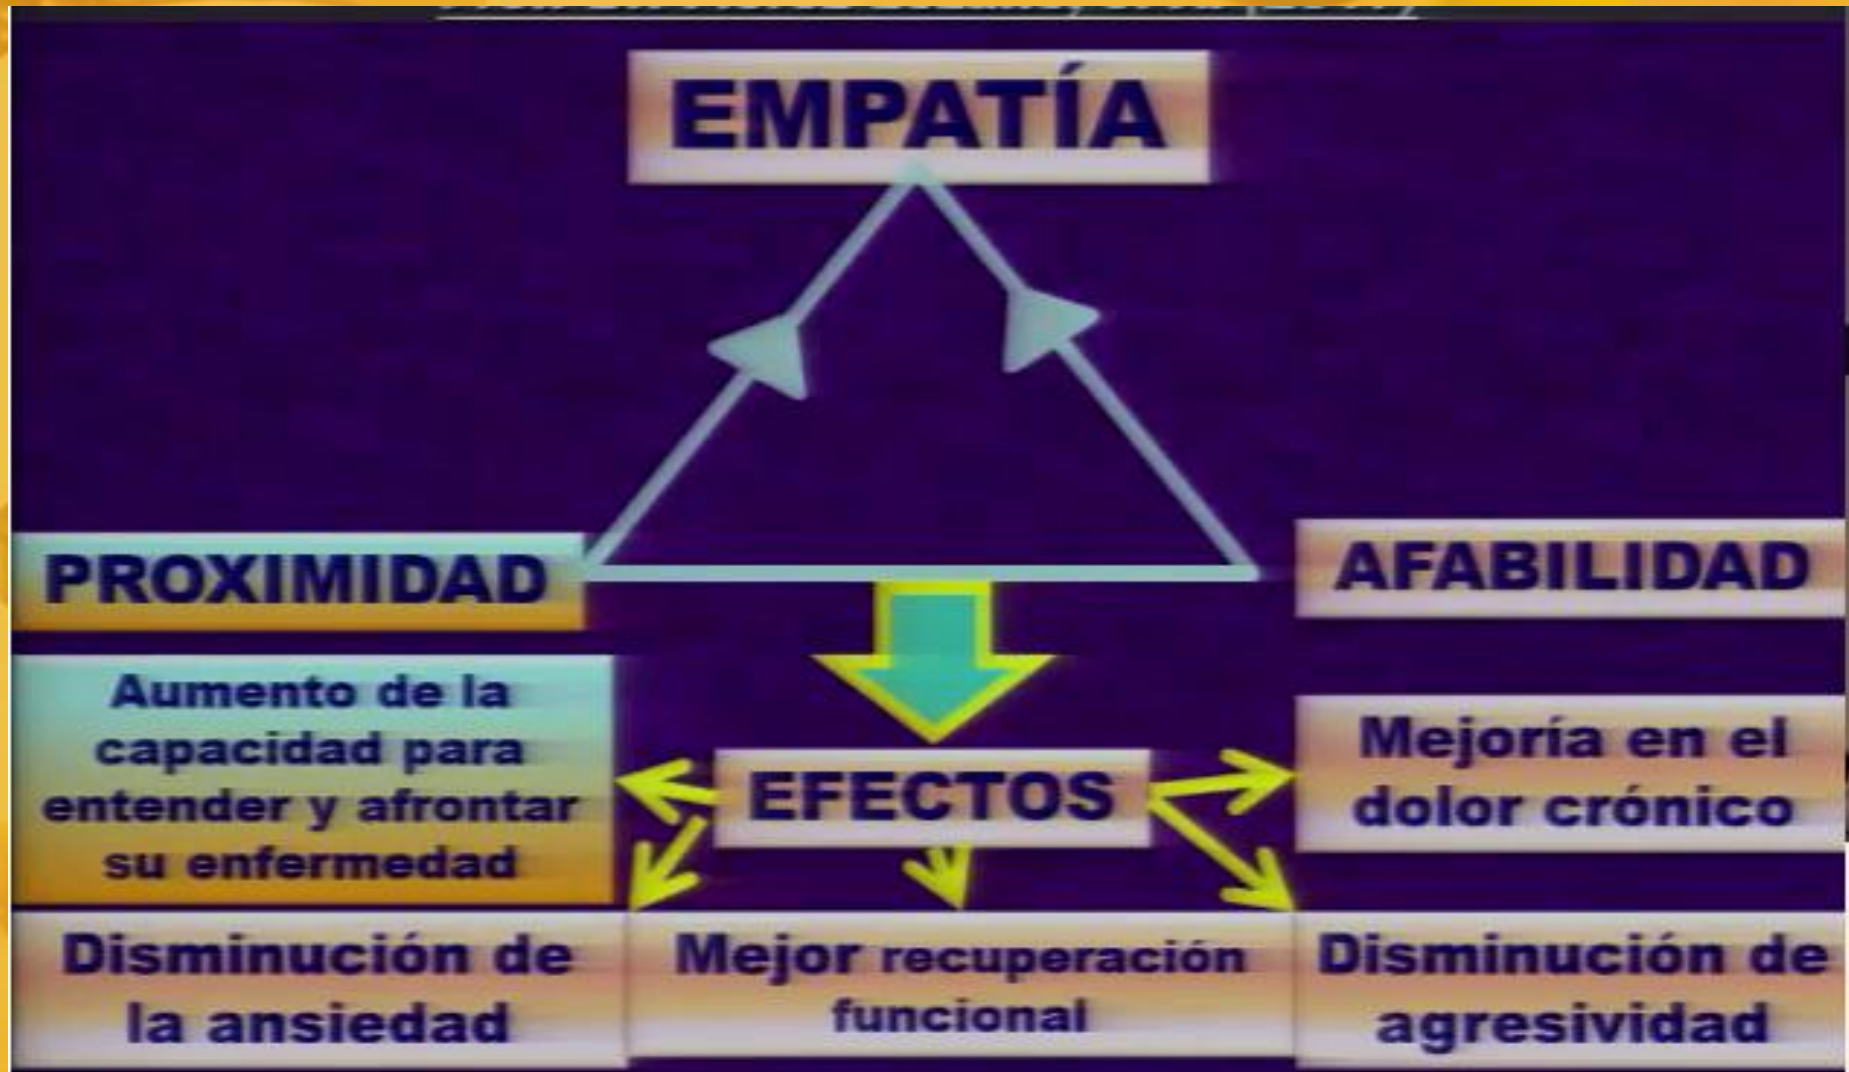 EMPATÍA
PROXIMIDAD
AFABILIDAD
Aumento de la
capacidad para
entender y afrontar
su enfermedad
EFECTOS
Mejoría en el
dolor crónico
Disminución de
la ansiedad
Mejor recuperación
funcional
Disminución de
agresividad